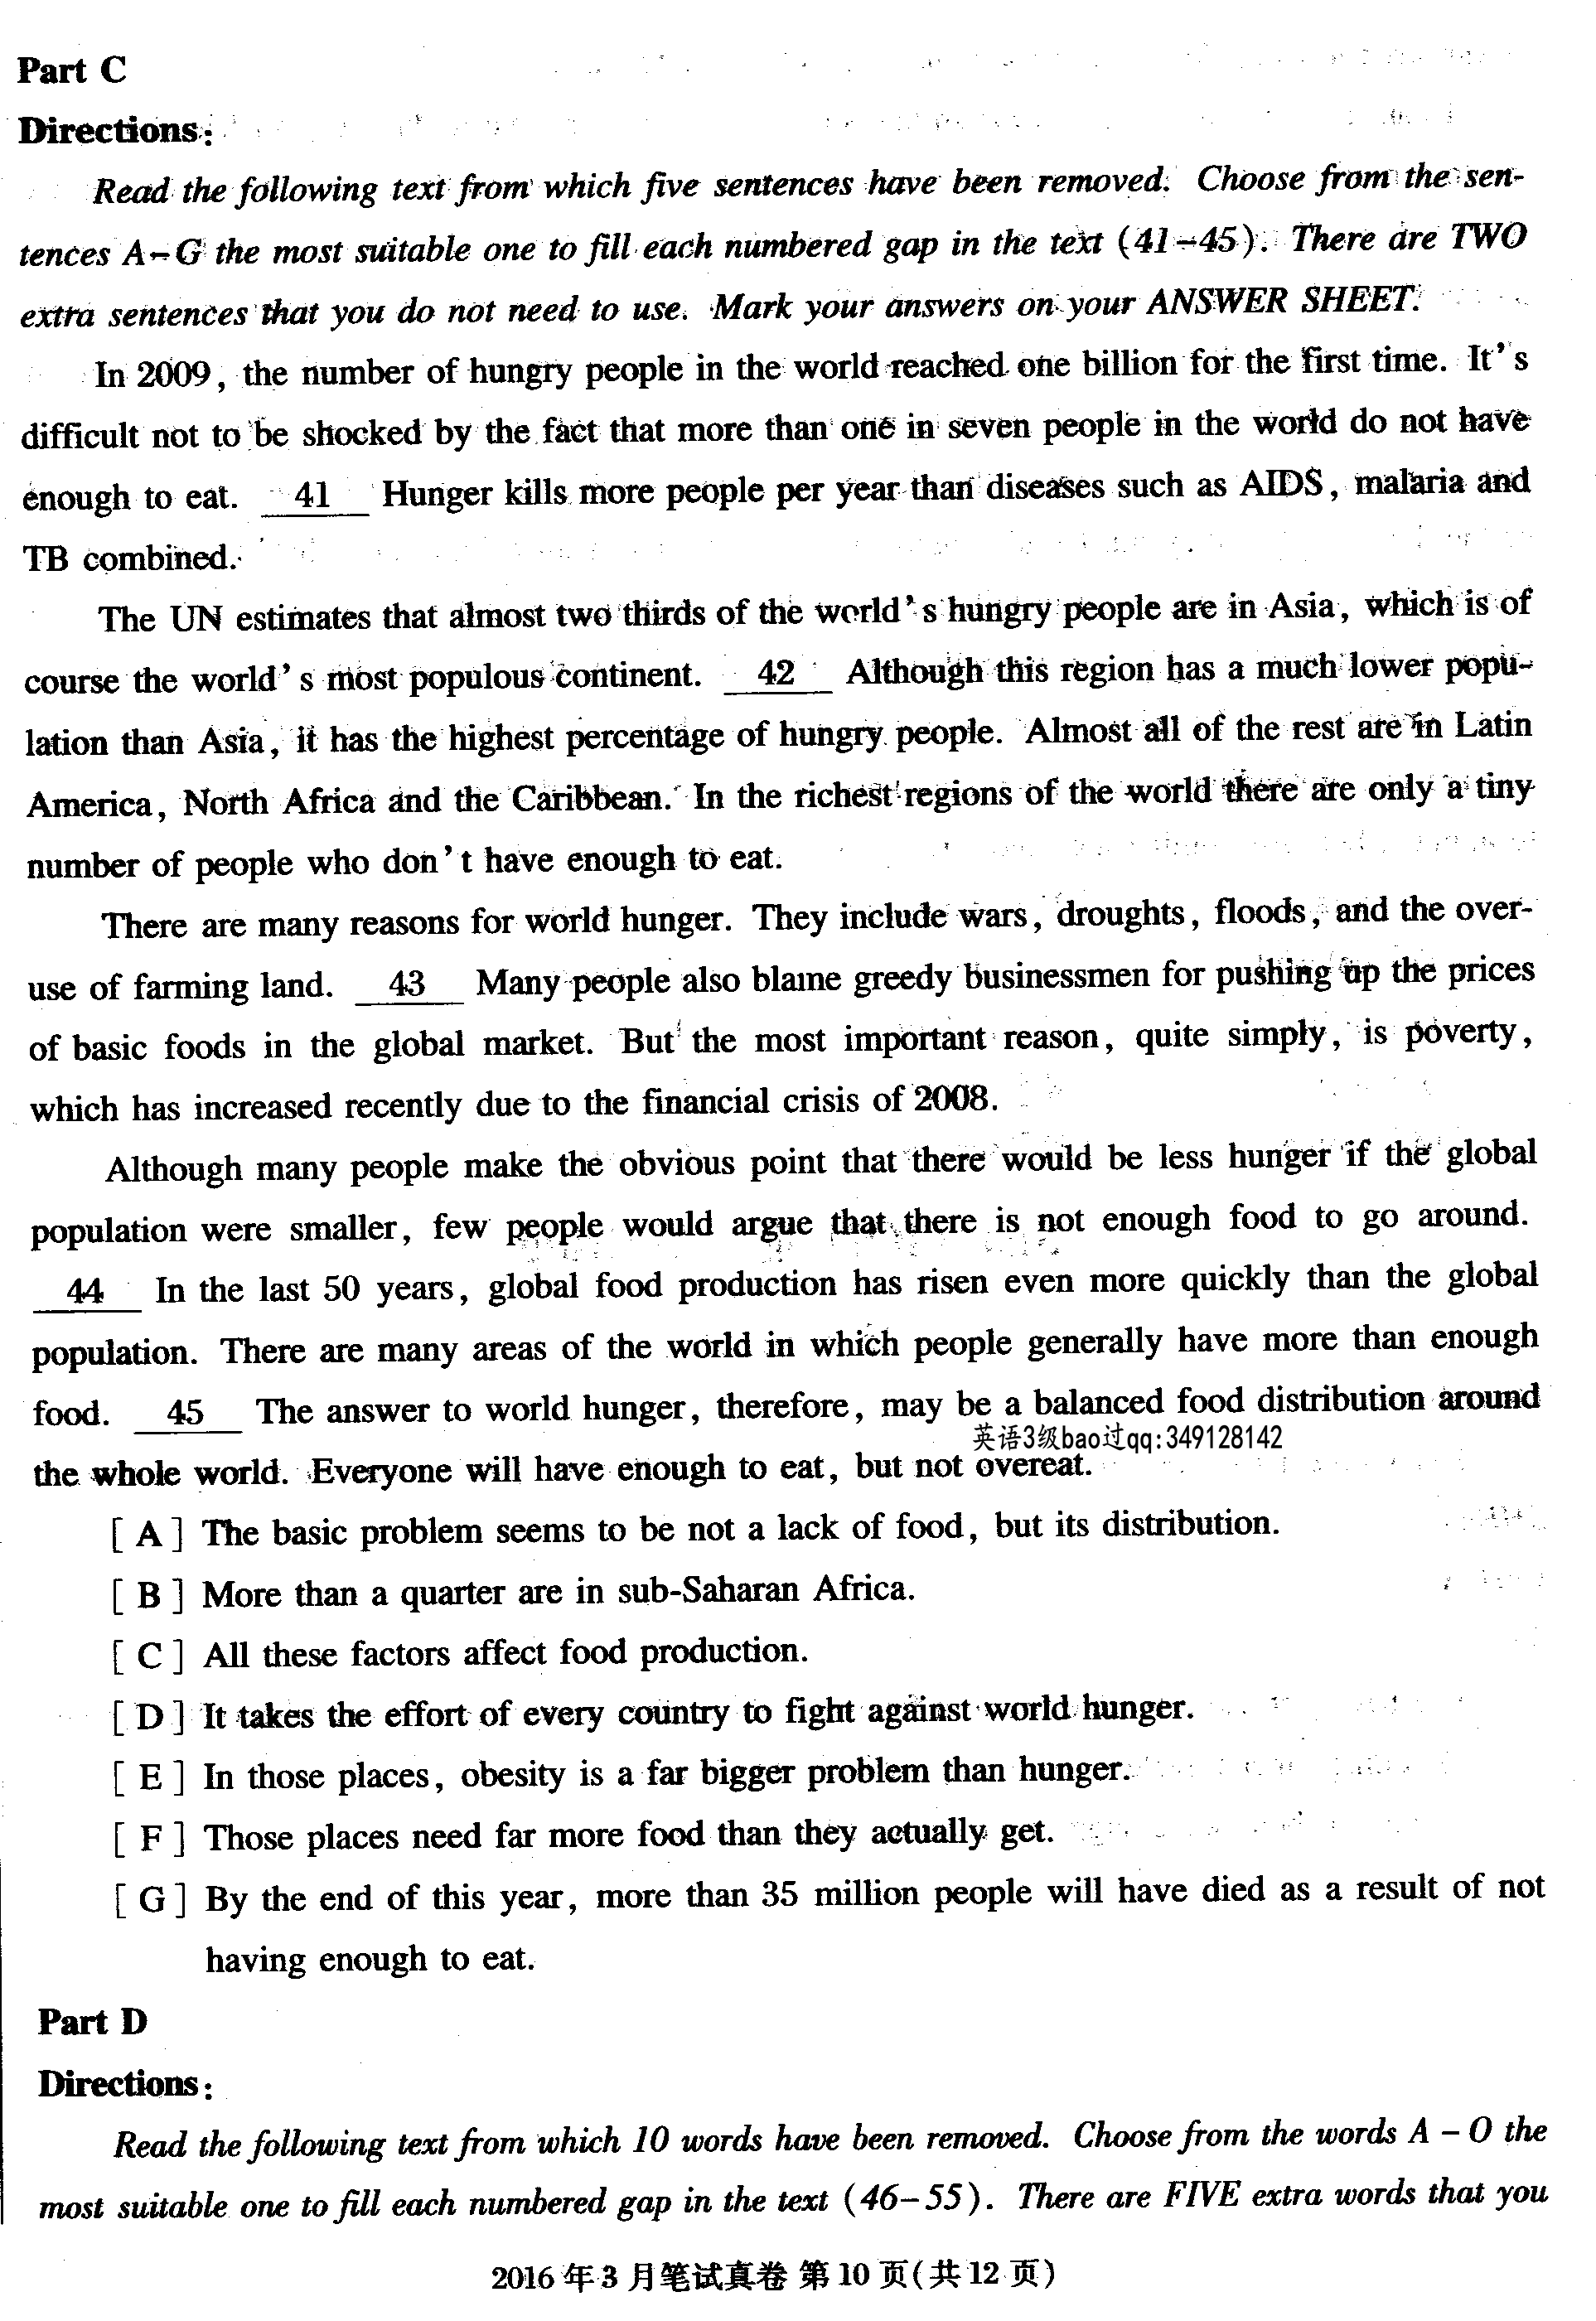 Part C
Directions:
Read the following text from which five sentences have been removed. Choose from the sen-
tences A–G the most suitable one to fill each numbered gap in the text (41–45). There are TWO
extra sentences that you do not need to use. Mark your answers on your ANSWER SHEET.
In 2009, the number of hungry people in the world reached one billion for the first time. It's
difficult not to be shocked by the fact that more than one in seven people in the world do not have
enough to eat. 41 Hunger kills more people per year than diseases such as AIDS, malaria and
TB combined.
The UN estimates that almost two thirds of the world's hungry people are in Asia, which is of
course the world's most populous continent. 42 Although this region has a much lower popu-
lation than Asia, it has the highest percentage of hungry people. Almost all of the rest are in Latin
America, North Africa and the Caribbean. In the richest regions of the world there are only a tiny
number of people who don't have enough to eat.
There are many reasons for world hunger. They include wars, droughts, floods, and the over-
use of farming land. 43 Many people also blame greedy businessmen for pushing up the prices
of basic foods in the global market. But the most important reason, quite simply, is poverty,
which has increased recently due to the financial crisis of 2008.
Although many people make the obvious point that there would be less hunger if the global
population were smaller, few people would argue that there is not enough food to go around.
44 In the last 50 years, global food production has risen even more quickly than the global
population. There are many areas of the world in which people generally have more than enough
food. 45 The answer to world hunger, therefore, may be a balanced food distribution around
英语3级bao过qq:349128142
the whole world. Everyone will have enough to eat, but not overeat.
[ A ] The basic problem seems to be not a lack of food, but its distribution.
[ B ] More than a quarter are in sub-Saharan Africa.
[ C ] All these factors affect food production.
[ D ] It takes the effort of every country to fight against world hunger.
[ E ] In those places, obesity is a far bigger problem than hunger.
[ F ] Those places need far more food than they actually get.
[ G ] By the end of this year, more than 35 million people will have died as a result of not
having enough to eat.
Part D
Directions:
Read the following text from which 10 words have been removed. Choose from the words A – O the
most suitable one to fill each numbered gap in the text (46–55). There are FIVE extra words that you
2016 年 3 月笔试真卷 第 10 页(共 12 页)